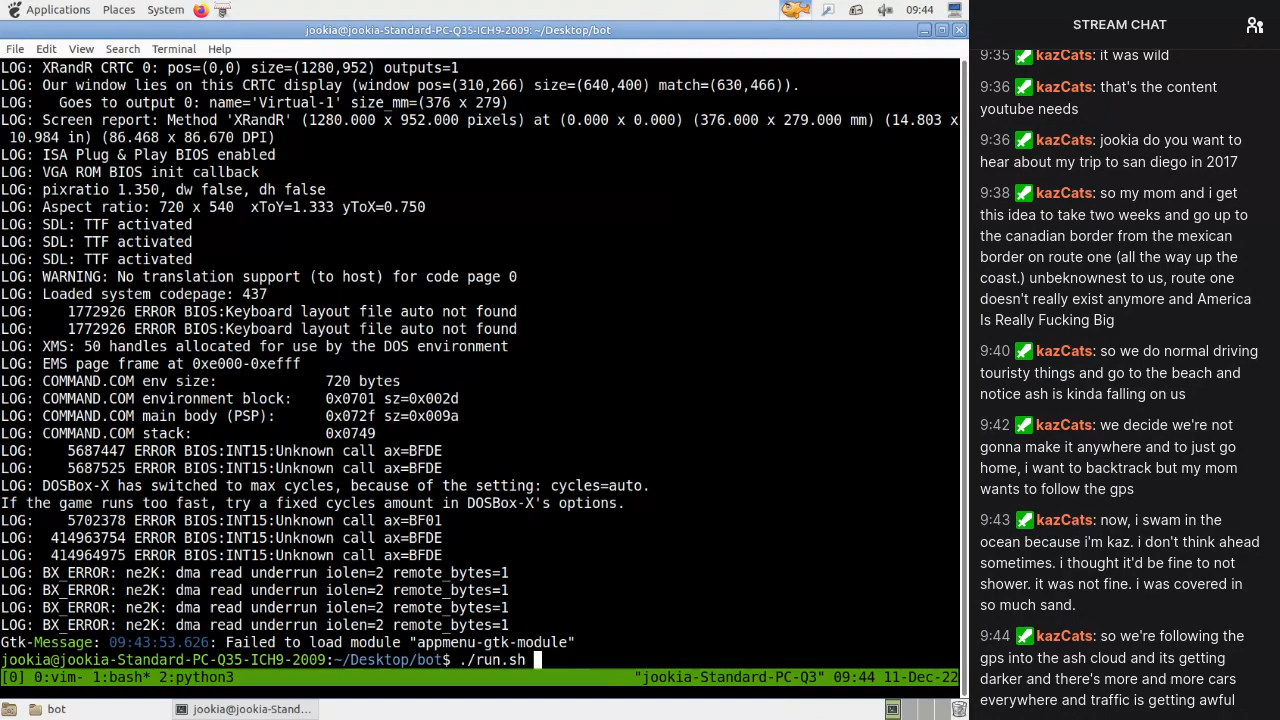 Applications Places System 09:44
jookia@jookia-Standard-PC-Q35-ICH9-2009: ~/Desktop/bot
File Edit View Search Terminal Help
LOG: XRandR CRTC 0: pos=(0,0) size=(1280,952) outputs=1
LOG: Our window lies on this CRTC display (window pos=(310,266) size=(640,400) match=(630,466)).
LOG:   Goes to output 0: name='Virtual-1' size_mm=(376 x 279)
LOG: Screen report: Method 'XRandR' (1280.000 x 952.000 pixels) at (0.000 x 0.000) (376.000 x 279.000 mm) (14.803 x
 10.984 in) (86.468 x 86.670 DPI)
LOG: ISA Plug & Play BIOS enabled
LOG: VGA ROM BIOS init callback
LOG: pixratio 1.350, dw false, dh false
LOG: Aspect ratio: 720 x 540  xToY=1.333 yToX=0.750
LOG: SDL: TTF activated
LOG: SDL: TTF activated
LOG: SDL: TTF activated
LOG: WARNING: No translation support (to host) for code page 0
LOG: Loaded system codepage: 437
LOG:    1772926 ERROR BIOS:Keyboard layout file auto not found
LOG:    1772926 ERROR BIOS:Keyboard layout file auto not found
LOG: XMS: 50 handles allocated for use by the DOS environment
LOG: EMS page frame at 0xe000-0xefff
LOG: COMMAND.COM env size:             720 bytes
LOG: COMMAND.COM environment block:    0x0701 sz=0x002d
LOG: COMMAND.COM main body (PSP):      0x072f sz=0x009a
LOG: COMMAND.COM stack:                0x0749
LOG:    5687447 ERROR BIOS:INT15:Unknown call ax=BFDE
LOG:    5687525 ERROR BIOS:INT15:Unknown call ax=BFDE
LOG: DOSBox-X has switched to max cycles, because of the setting: cycles=auto.
If the game runs too fast, try a fixed cycles amount in DOSBox-X's options.
LOG:    5702378 ERROR BIOS:INT15:Unknown call ax=BF01
LOG:  414963754 ERROR BIOS:INT15:Unknown call ax=BFDE
LOG:  414964975 ERROR BIOS:INT15:Unknown call ax=BFDE
LOG: BX_ERROR: ne2K: dma read underrun iolen=2 remote_bytes=1
LOG: BX_ERROR: ne2K: dma read underrun iolen=2 remote_bytes=1
LOG: BX_ERROR: ne2K: dma read underrun iolen=2 remote_bytes=1
LOG: BX_ERROR: ne2K: dma read underrun iolen=2 remote_bytes=1
Gtk-Message: 09:43:53.626: Failed to load module "appmenu-gtk-module"
jookia@jookia-Standard-PC-Q35-ICH9-2009:~/Desktop/bot$ ./run.sh
[0] 0:vim- 1:bash* 2:python3 "jookia-Standard-PC-Q3" 09:44 11-Dec-22
bot jookia@jookia-Stand...
STREAM CHAT
9:35 kazCats: it was wild
9:36 kazCats: that's the content
youtube needs
9:36 kazCats: jookia do you want to
hear about my trip to san diego in 2017
9:38 kazCats: so my mom and i get
this idea to take two weeks and go up to
the canadian border from the mexican
border on route one (all the way up the
coast.) unbeknownest to us, route one
doesn't really exist anymore and America
Is Really Fucking Big
9:40 kazCats: so we do normal driving
touristy things and go to the beach and
notice ash is kinda falling on us
9:42 kazCats: we decide we're not
gonna make it anywhere and to just go
home, i want to backtrack but my mom
wants to follow the gps
9:43 kazCats: now, i swam in the
ocean because i'm kaz. i don't think ahead
sometimes. i thought it'd be fine to not
shower. it was not fine. i was covered in
so much sand.
9:44 kazCats: so we're following the
gps into the ash cloud and its getting
darker and there's more and more cars
everywhere and traffic is getting awful